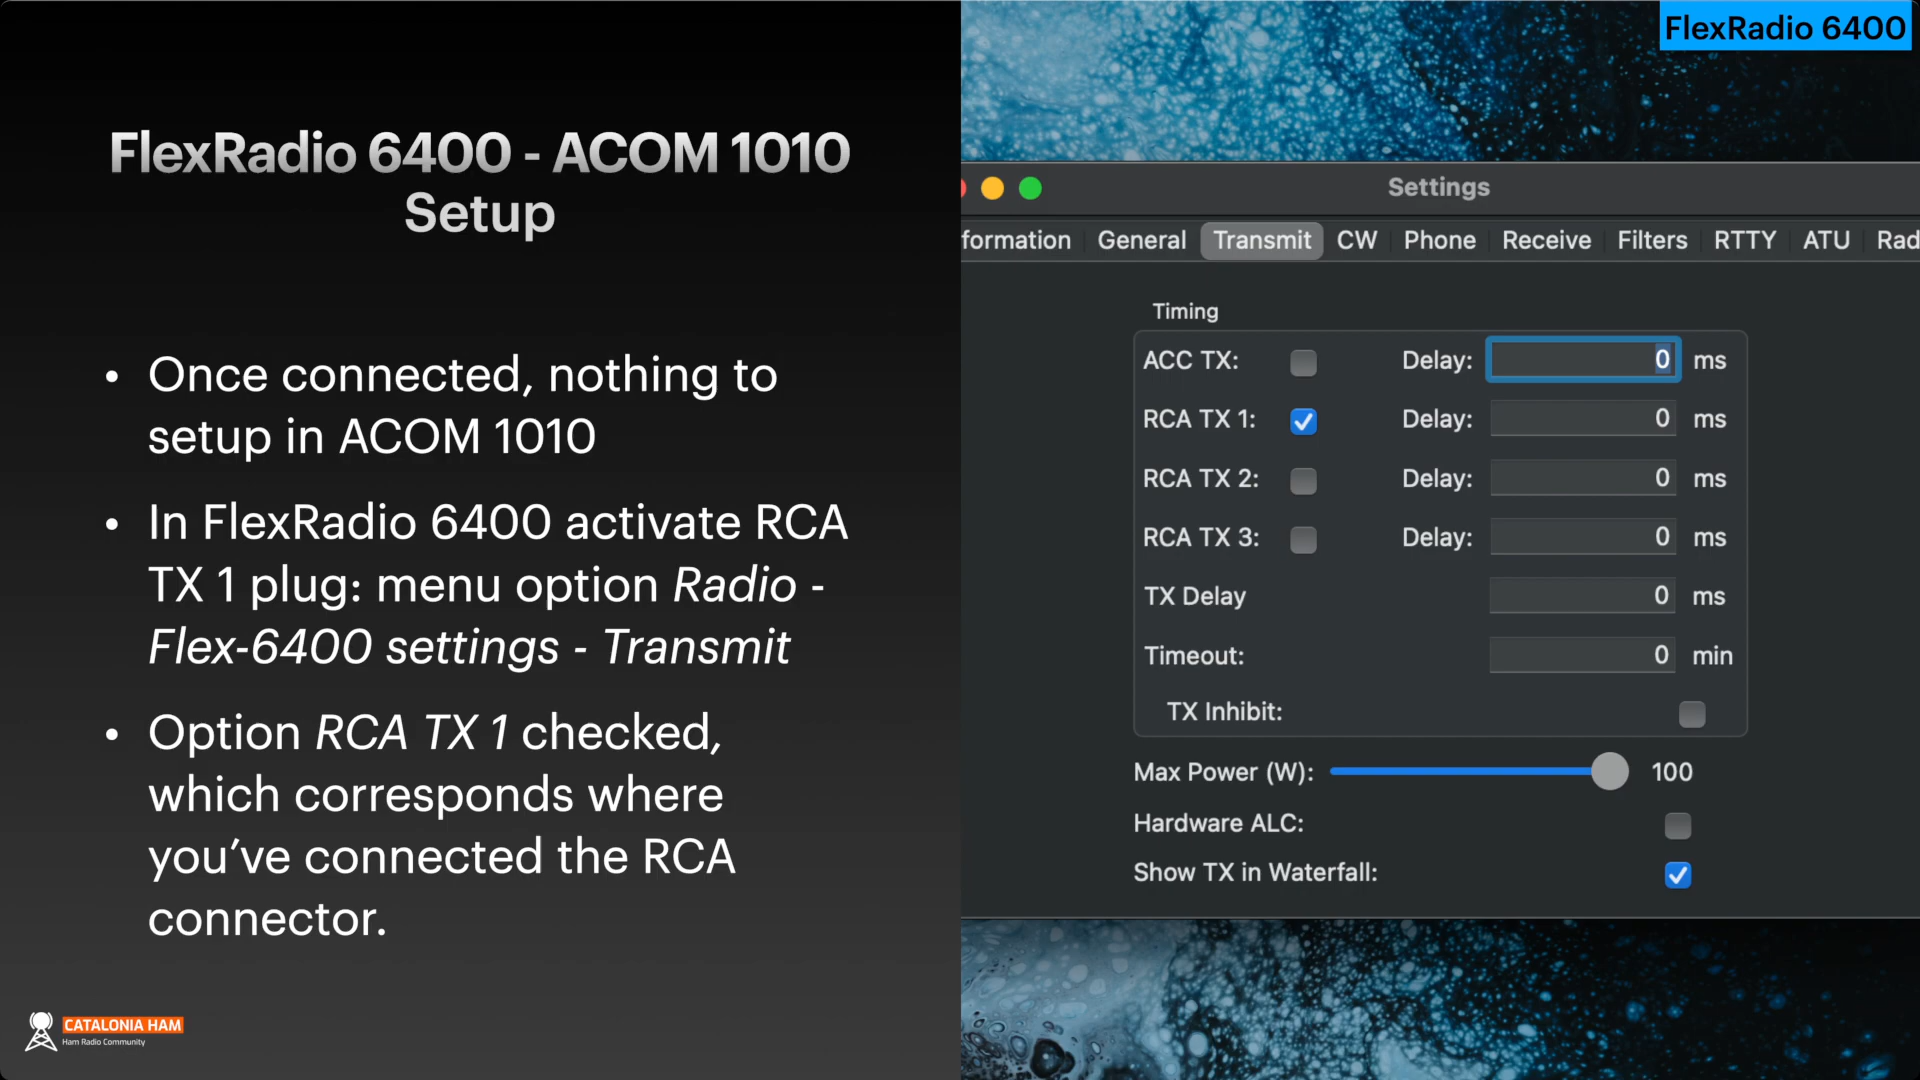 FlexRadio 6400 - ACOM 1010
Setup
• Once connected, nothing to
setup in ACOM 1010
• In FlexRadio 6400 activate RCA
TX 1 plug: menu option Radio -
Flex-6400 settings - Transmit
• Option RCA TX 1 checked,
which corresponds where
you’ve connected the RCA
connector.
CATALONIA HAM
Ham Radio Community
FlexRadio 6400
Settings
formation General Transmit CW Phone Receive Filters RTTY ATU Rad
Timing
ACC TX: Delay: 0 ms
RCA TX 1: Delay: 0 ms
RCA TX 2: Delay: 0 ms
RCA TX 3: Delay: 0 ms
TX Delay 0 ms
Timeout: 0 min
TX Inhibit:
Max Power (W): 100
Hardware ALC:
Show TX in Waterfall: